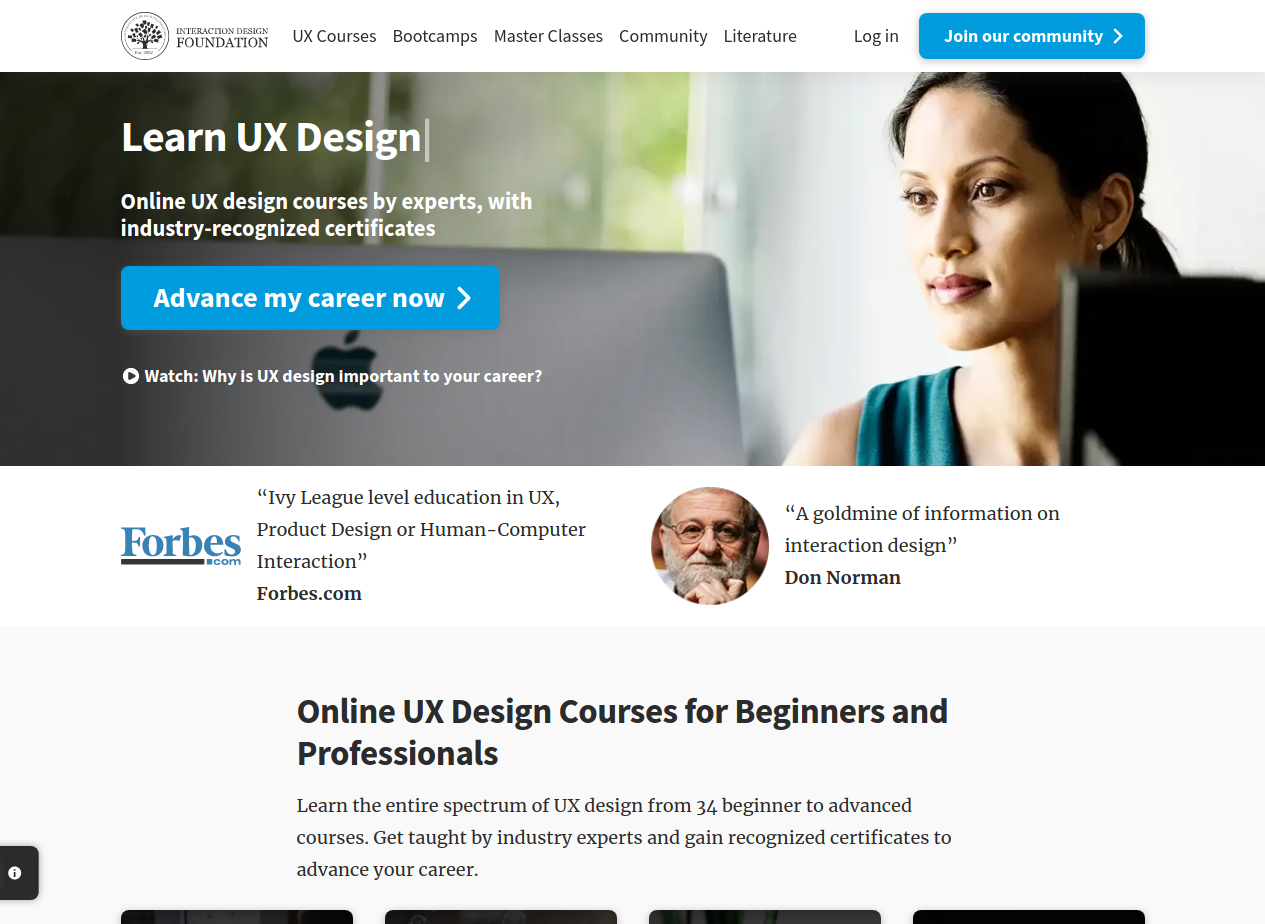 INTERACTION DESIGN
FOUNDATION
Est. 2002
UX Courses
Bootcamps
Master Classes
Community
Literature
Log in
Join our community
Learn UX Design
Online UX design courses by experts, with
industry-recognized certificates
Advance my career now
Watch: Why is UX design important to your career?
Forbes
.com
“Ivy League level education in UX,
Product Design or Human-Computer
Interaction”
Forbes.com
“A goldmine of information on
interaction design”
Don Norman
Online UX Design Courses for Beginners and
Professionals
Learn the entire spectrum of UX design from 34 beginner to advanced
courses. Get taught by industry experts and gain recognized certificates to
advance your career.